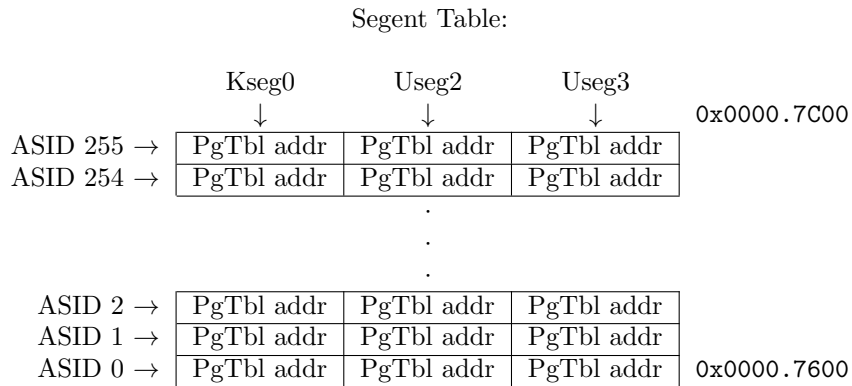 Segent Table:
Kseg0 Useg2 Useg3
↓ ↓ ↓ 0x0000.7C00
ASID 255 → PgTbl addr PgTbl addr PgTbl addr
ASID 254 → PgTbl addr PgTbl addr PgTbl addr
.
.
.
ASID 2 → PgTbl addr PgTbl addr PgTbl addr
ASID 1 → PgTbl addr PgTbl addr PgTbl addr
ASID 0 → PgTbl addr PgTbl addr PgTbl addr 0x0000.7600